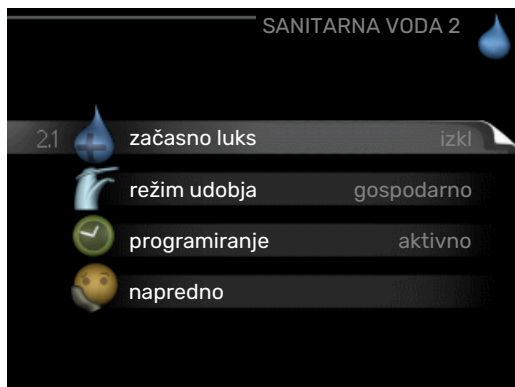 SANITARNA VODA 2
2.1 začasno luks izkl
režim udobja gospodarno
programiranje aktivno
napredno